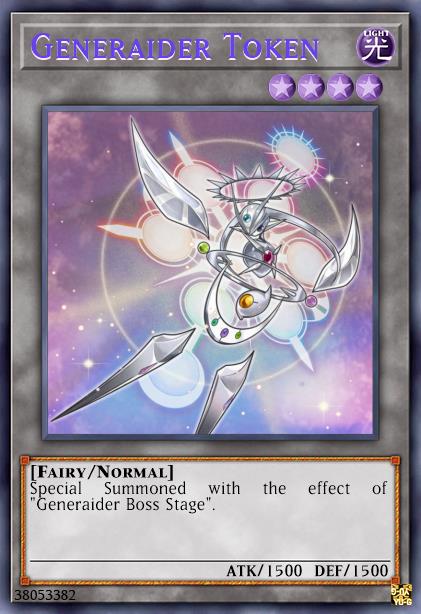 GENERAIDER TOKEN
LIGHT
光
[FAIRY/NORMAL]
Special Summoned with the effect of
"Generaider Boss Stage".
ATK/1500 DEF/1500
38053382